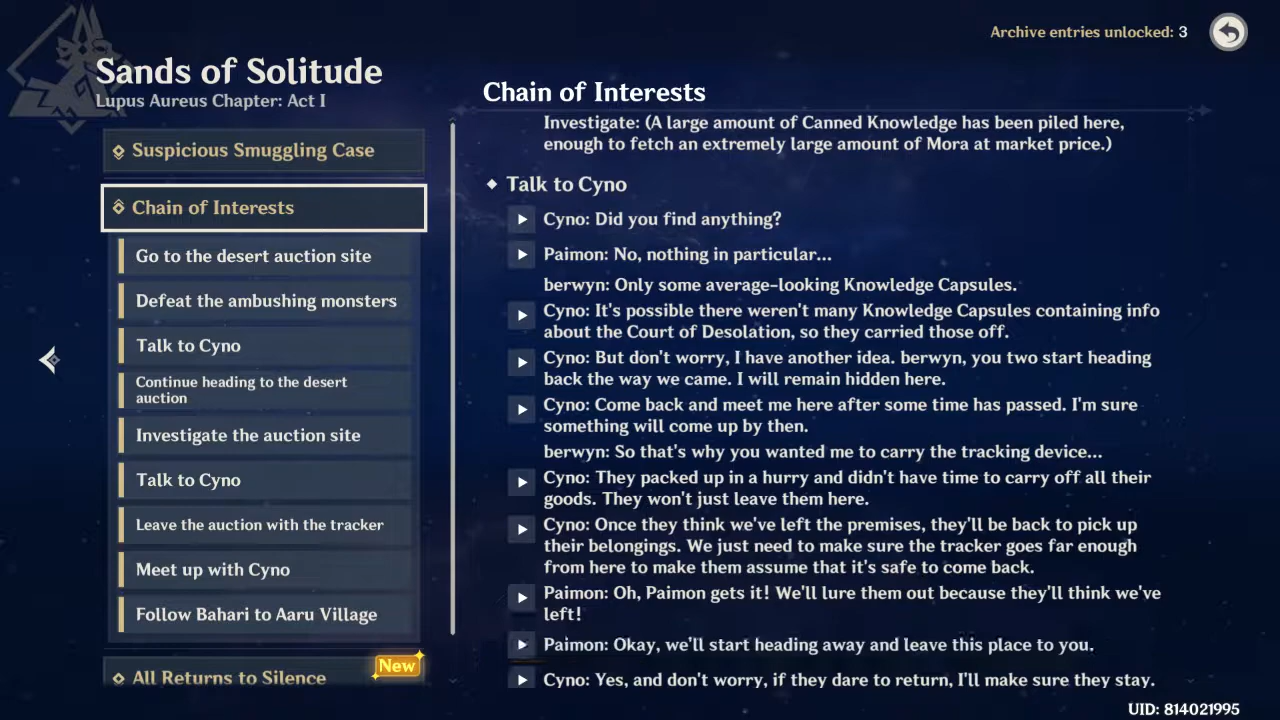 Archive entries unlocked: 3
Sands of Solitude
Lupus Aureus Chapter: Act I
Suspicious Smuggling Case
Chain of Interests
Go to the desert auction site
Defeat the ambushing monsters
Talk to Cyno
Continue heading to the desert
auction
Investigate the auction site
Talk to Cyno
Leave the auction with the tracker
Meet up with Cyno
Follow Bahari to Aaru Village
New
All Returns to Silence
Chain of Interests
Investigate: (A large amount of Canned Knowledge has been piled here,
enough to fetch an extremely large amount of Mora at market price.)
Talk to Cyno
Cyno: Did you find anything?
Paimon: No, nothing in particular...
berwyn: Only some average-looking Knowledge Capsules.
Cyno: It's possible there weren't many Knowledge Capsules containing info
about the Court of Desolation, so they carried those off.
Cyno: But don't worry, I have another idea. berwyn, you two start heading
back the way we came. I will remain hidden here.
Cyno: Come back and meet me here after some time has passed. I'm sure
something will come up by then.
berwyn: So that's why you wanted me to carry the tracking device...
Cyno: They packed up in a hurry and didn't have time to carry off all their
goods. They won't just leave them here.
Cyno: Once they think we've left the premises, they'll be back to pick up
their belongings. We just need to make sure the tracker goes far enough
from here to make them assume that it's safe to come back.
Paimon: Oh, Paimon gets it! We'll lure them out because they'll think we've
left!
Paimon: Okay, we'll start heading away and leave this place to you.
Cyno: Yes, and don't worry, if they dare to return, I'll make sure they stay.
UID: 814021995